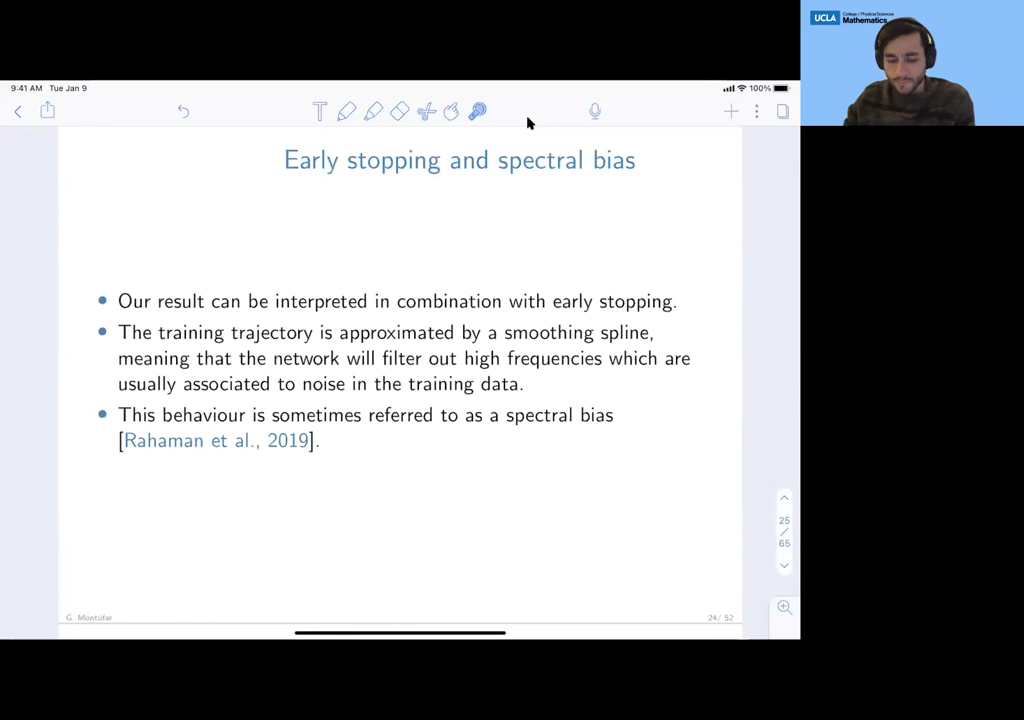 UCLA College | Physical Sciences
Mathematics
9:41 AM Tue Jan 9
100%
T
Early stopping and spectral bias
• Our result can be interpreted in combination with early stopping.
• The training trajectory is approximated by a smoothing spline,
meaning that the network will filter out high frequencies which are
usually associated to noise in the training data.
• This behaviour is sometimes referred to as a spectral bias
[Rahaman et al., 2019].
25
/
65
G. Montúfar
24/ 52